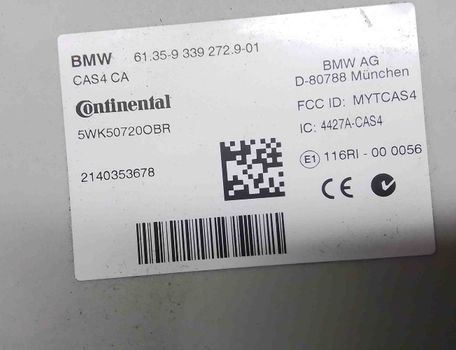 BMW 61.35-9 339 272.9-01
CAS4 CA
Continental
5WK50720OBR
2140353678
BMW AG
D-80788 München
FCC ID: MYTCAS4
IC: 4427A-CAS4
E1 116RI - 00 0056
CE